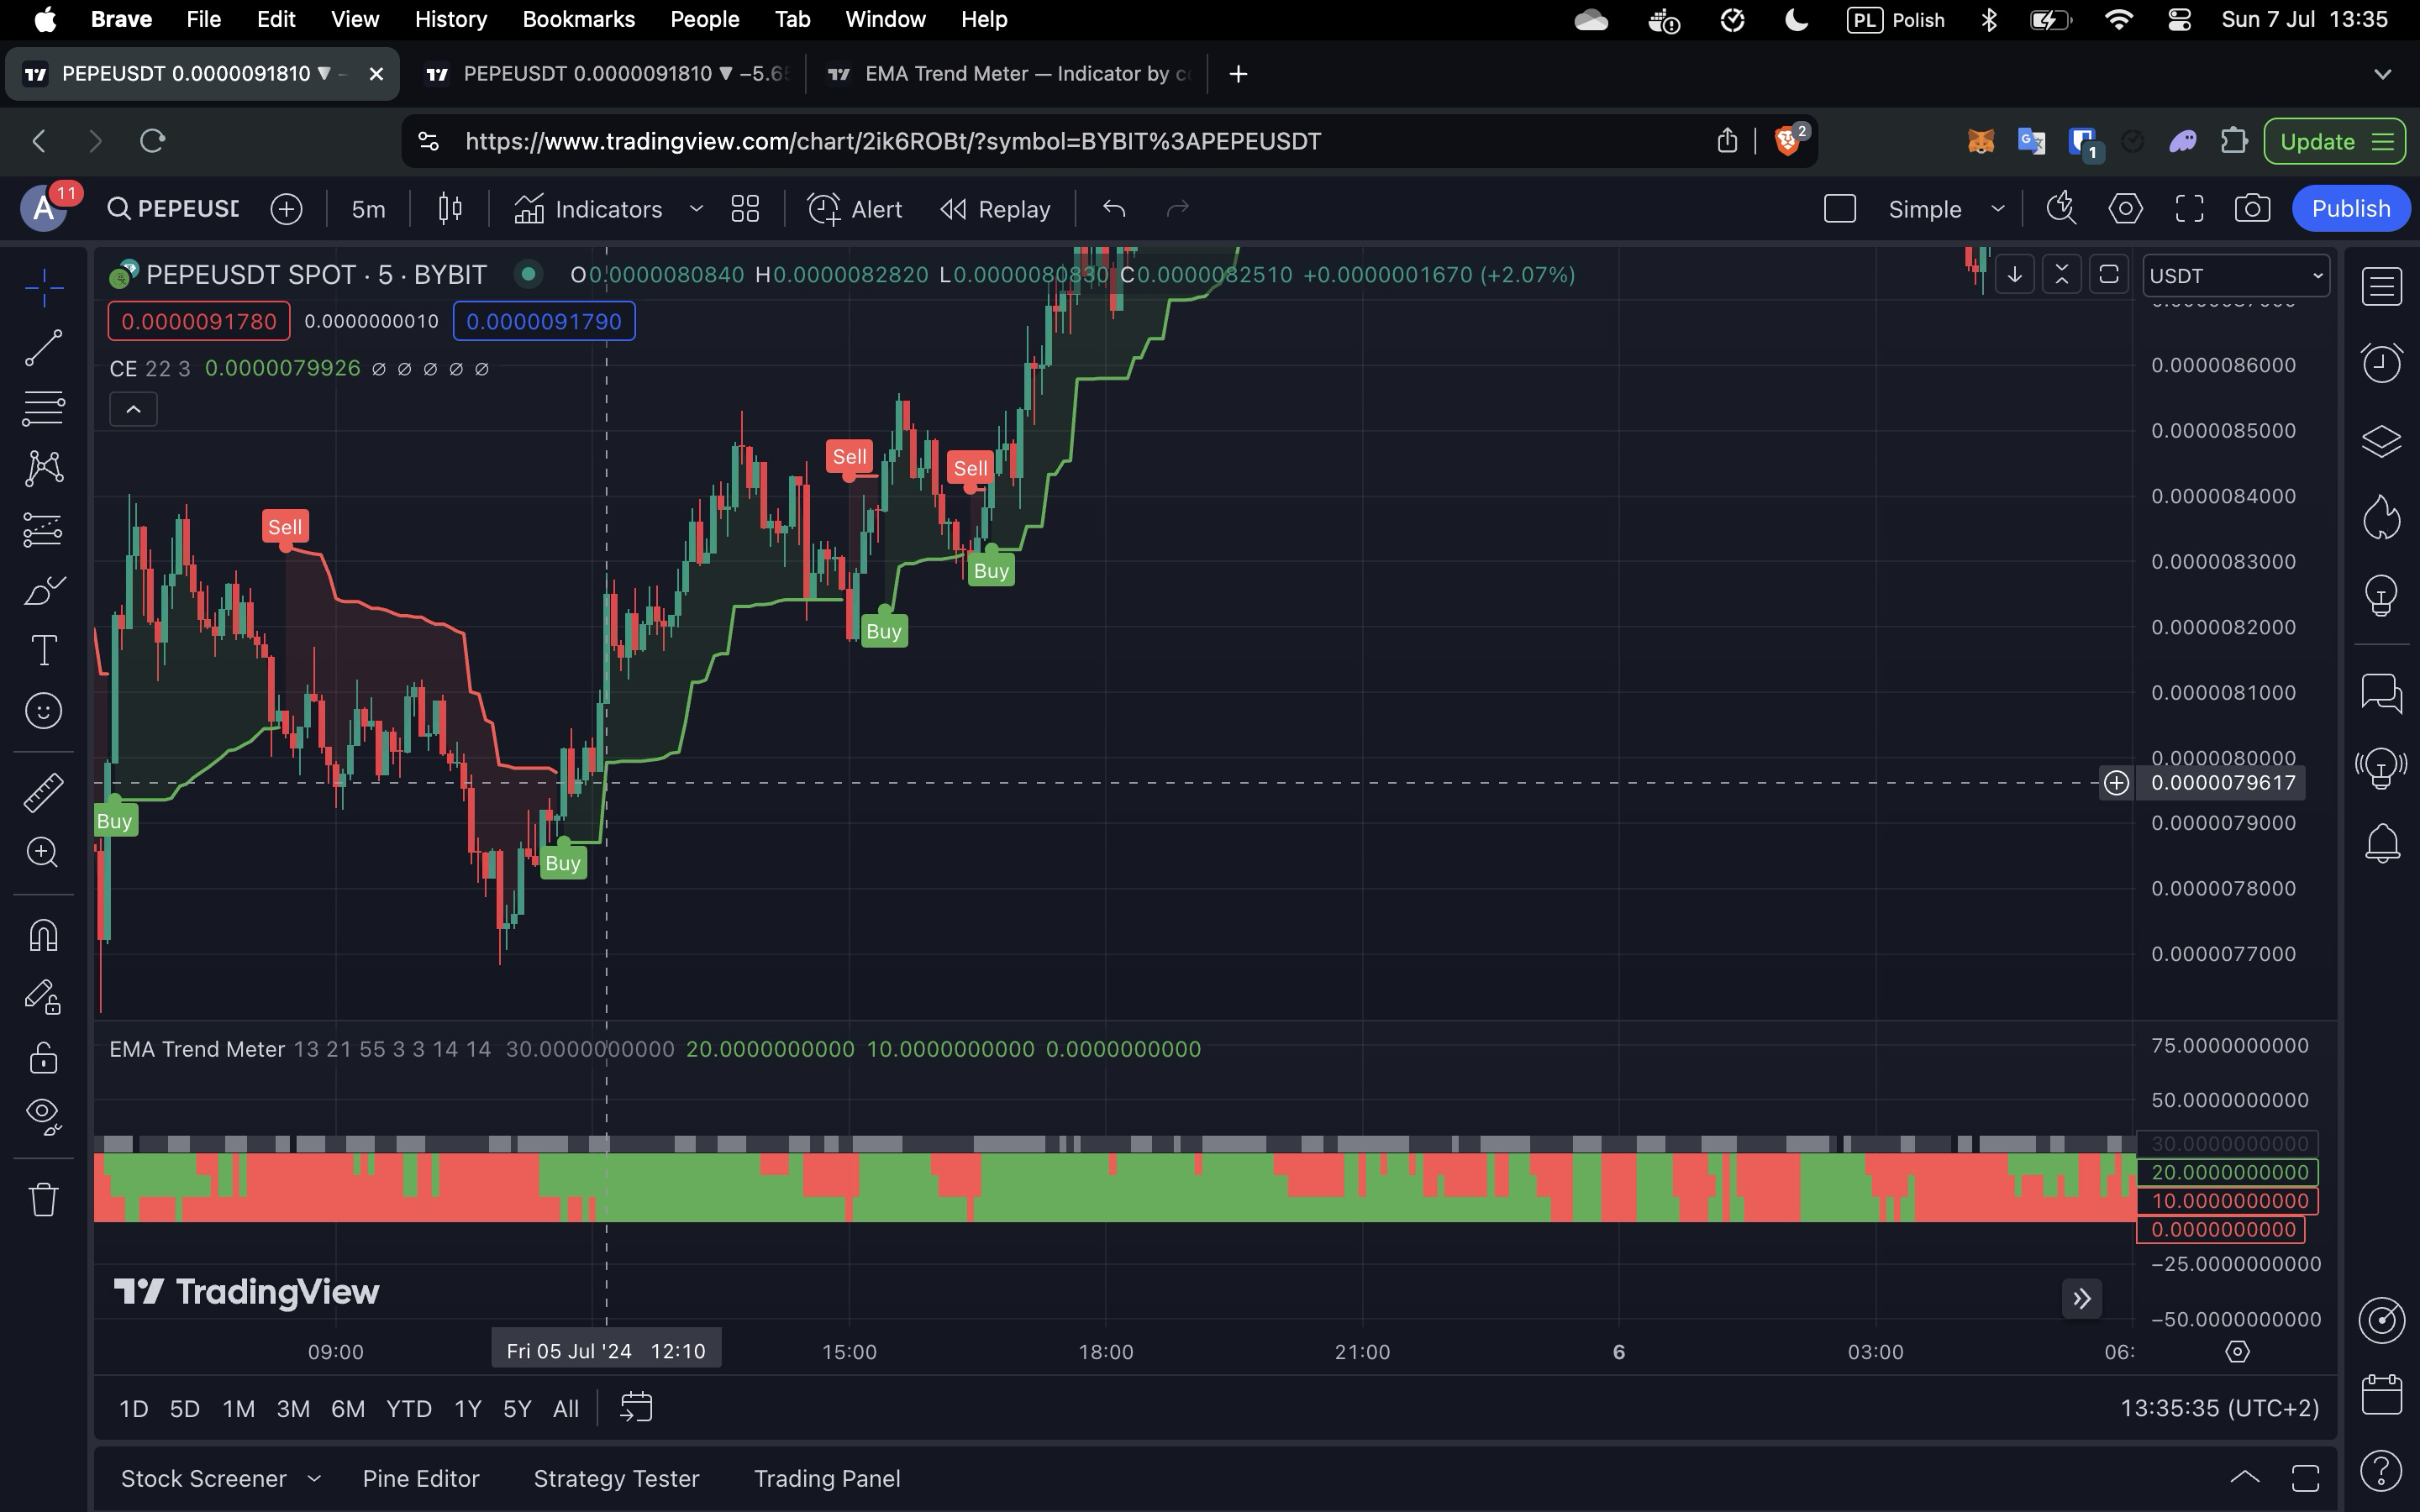 Brave File Edit View History Bookmarks People Tab Window Help PL Polish Sun 7 Jul 13:35
PEPEUSDT 0.0000091810 ▼ − PEPEUSDT 0.0000091810 ▼ −5.6 EMA Trend Meter — Indicator by c
https://www.tradingview.com/chart/2ik6ROBt/?symbol=BYBIT%3APEPEUSDT 2 1 Update
A 11 PEPEUSD 5m Indicators Alert Replay Simple Publish
PEPEUSDT SPOT · 5 · BYBIT O0.0000080840 H0.0000082820 L0.0000080830 C0.0000082510 +0.0000001670 (+2.07%) USDT
0.0000091780 0.0000000010 0.0000091790
CE 22 3 0.0000079926 ∅ ∅ ∅ ∅ ∅
0.0000086000
0.0000085000
Sell
Sell
0.0000084000
Sell
0.0000083000
Buy
0.0000082000
Buy
0.0000081000
0.0000080000
0.0000079617
Buy
0.0000079000
Buy
0.0000078000
0.0000077000
EMA Trend Meter 13 21 55 3 3 14 14 30.0000000000 20.0000000000 10.0000000000 0.0000000000
75.0000000000
50.0000000000
30.0000000000
20.0000000000
10.0000000000
0.0000000000
−25.0000000000
TradingView
−50.0000000000
09:00 Fri 05 Jul '24 12:10 15:00 18:00 21:00 6 03:00 06:
1D 5D 1M 3M 6M YTD 1Y 5Y All 13:35:35 (UTC+2)
Stock Screener Pine Editor Strategy Tester Trading Panel